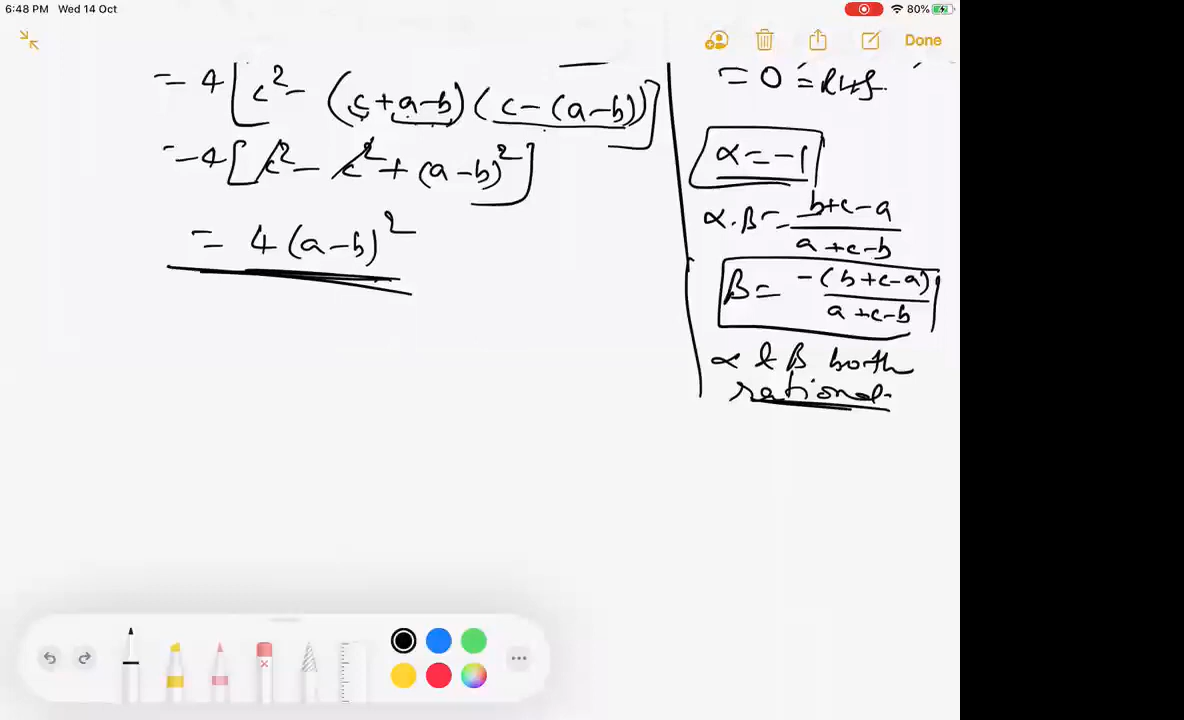 6:48 PM Wed 14 Oct
80%
Done
= 4[c² - (c+a-b)(c-(a-b))]
= 4[c² - c² + (a-b)²]
= 4(a-b)²
= 0 = RHS.
α = -1
α.β = b+c-a / a+c-b
β = -(b+c-a) / a+c-b
α & β both
rational.